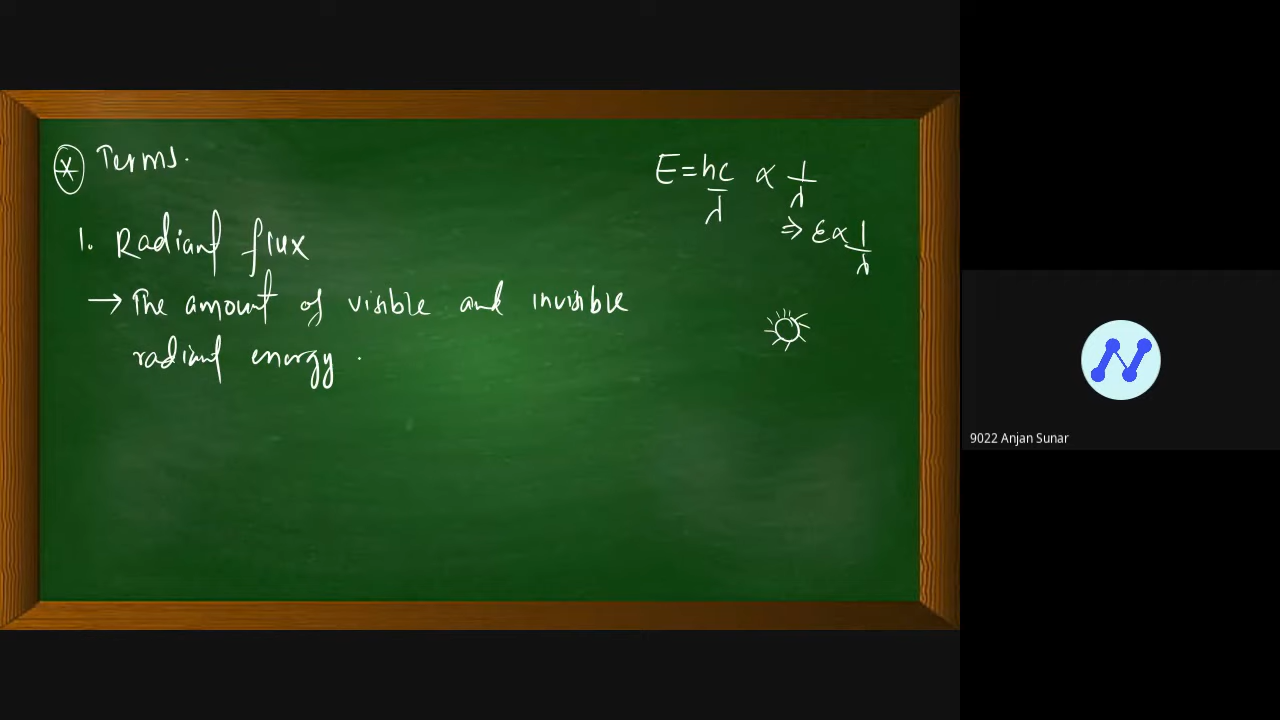 * Terms.
E = hc/λ ∝ 1/λ
⇒ E ∝ 1/λ
1. Radiant flux
→ The amount of visible and invisible
radiant energy .
9022 Anjan Sunar